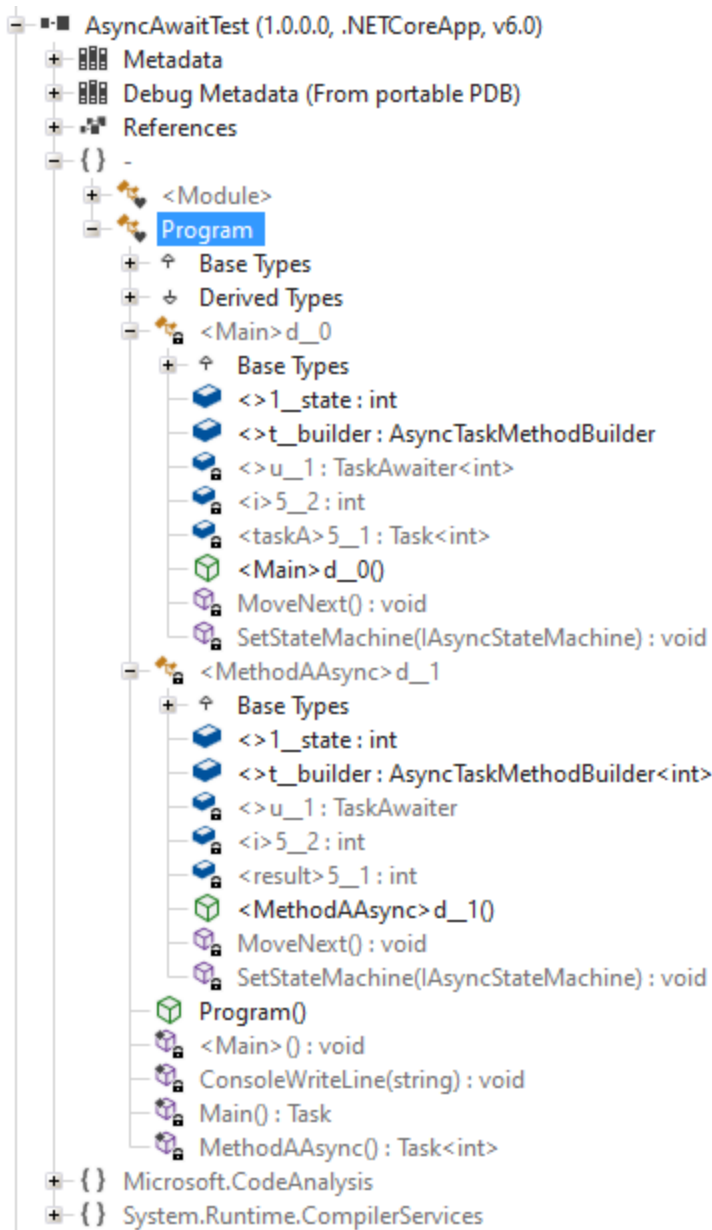 AsyncAwaitTest (1.0.0.0, .NETCoreApp, v6.0)
Metadata
Debug Metadata (From portable PDB)
References
{ } -
<Module>
Program
Base Types
Derived Types
<Main>d__0
Base Types
<>1__state : int
<>t__builder : AsyncTaskMethodBuilder
<>u__1 : TaskAwaiter<int>
<i>5__2 : int
<taskA>5__1 : Task<int>
<Main>d__0()
MoveNext() : void
SetStateMachine(IAsyncStateMachine) : void
<MethodAAsync>d__1
Base Types
<>1__state : int
<>t__builder : AsyncTaskMethodBuilder<int>
<>u__1 : TaskAwaiter
<i>5__2 : int
<result>5__1 : int
<MethodAAsync>d__1()
MoveNext() : void
SetStateMachine(IAsyncStateMachine) : void
Program()
<Main>() : void
ConsoleWriteLine(string) : void
Main() : Task
MethodAAsync() : Task<int>
{ } Microsoft.CodeAnalysis
{ } System.Runtime.CompilerServices